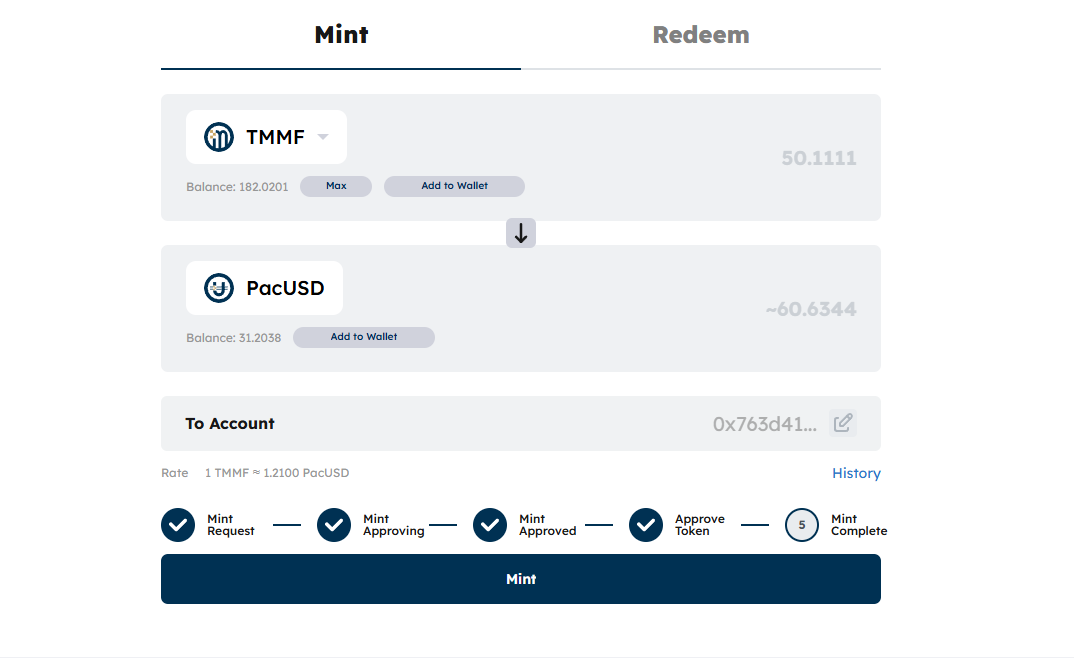 Mint
Redeem
TMMF
50.1111
Balance: 182.0201
Max
Add to Wallet
PacUSD
~60.6344
Balance: 31.2038
Add to Wallet
To Account
0x763d41...
Rate
1 TMMF ≈ 1.2100 PacUSD
History
Mint
Request
Mint
Approving
Mint
Approved
Approve
Token
5
Mint
Complete
Mint